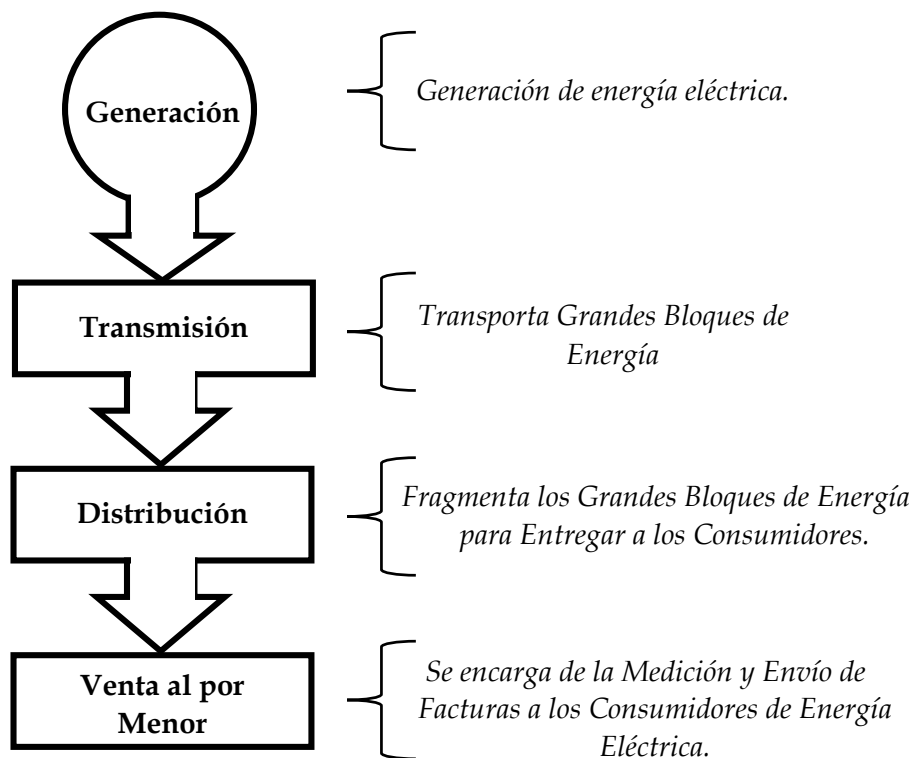 Generación
Generación de energía eléctrica.
Transmisión
Transporta Grandes Bloques de
Energía
Distribución
Fragmenta los Grandes Bloques de Energía
para Entregar a los Consumidores.
Venta al por
Menor
Se encarga de la Medición y Envío de
Facturas a los Consumidores de Energía
Eléctrica.